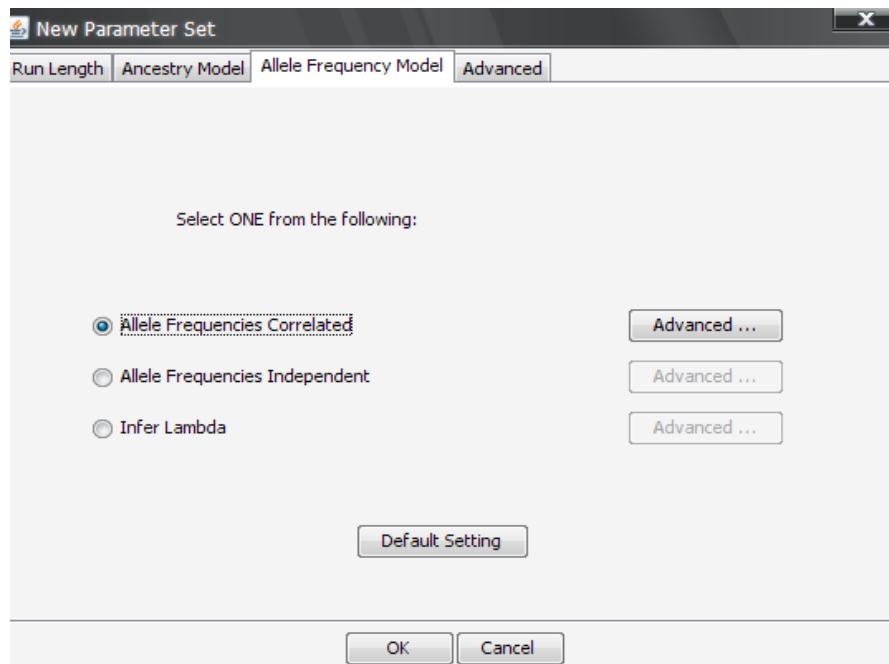 New Parameter Set
Run Length Ancestry Model Allele Frequency Model Advanced
Select ONE from the following:
Allele Frequencies Correlated Advanced ...
Allele Frequencies Independent Advanced ...
Infer Lambda Advanced ...
Default Setting
OK Cancel